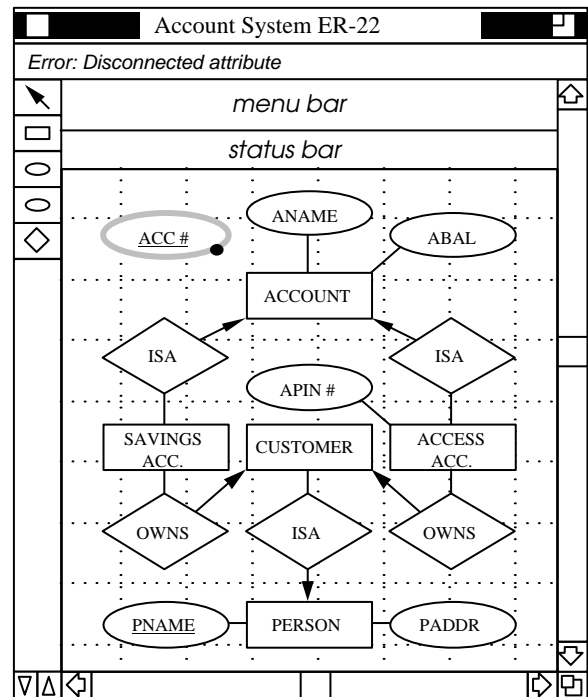 Account System ER-22
Error: Disconnected attribute
menu bar
status bar
ACC #
ANAME
ABAL
ACCOUNT
ISA
ISA
APIN #
SAVINGS
ACC.
CUSTOMER
ACCESS
ACC.
OWNS
ISA
OWNS
PNAME
PERSON
PADDR